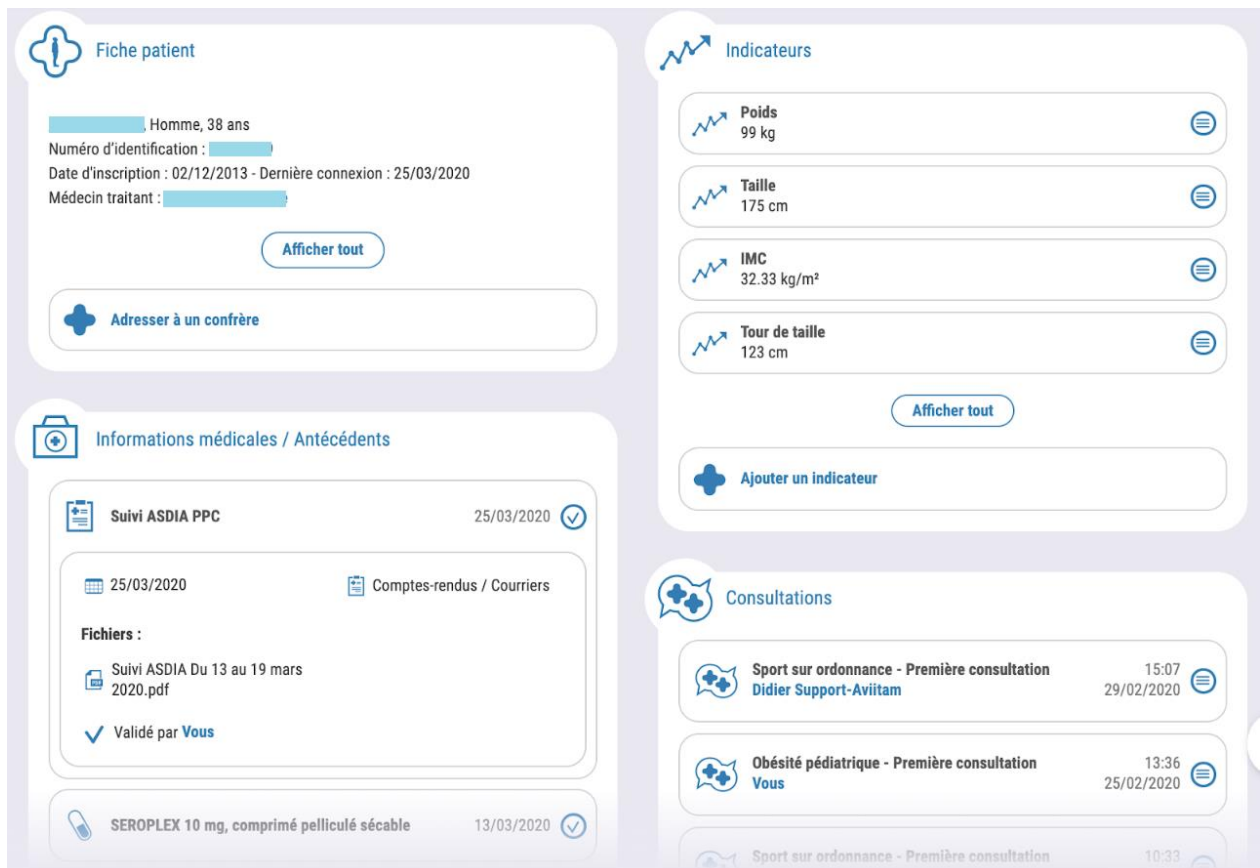 Fiche patient
, Homme, 38 ans
Numéro d'identification :
Date d'inscription : 02/12/2013 - Dernière connexion : 25/03/2020
Médecin traitant :
Afficher tout
Adresser à un confrère
Informations médicales / Antécédents
Suivi ASDIA PPC 25/03/2020
25/03/2020 Comptes-rendus / Courriers
Fichiers :
Suivi ASDIA Du 13 au 19 mars
2020.pdf
Validé par Vous
SEROPLEX 10 mg, comprimé pelliculé sécable 13/03/2020
Indicateurs
Poids
99 kg
Taille
175 cm
IMC
32.33 kg/m²
Tour de taille
123 cm
Afficher tout
Ajouter un indicateur
Consultations
Sport sur ordonnance - Première consultation 15:07
Didier Support-Aviitam 29/02/2020
Obésité pédiatrique - Première consultation 13:36
Vous 25/02/2020
Sport sur ordonnance - Première consultation 10:33